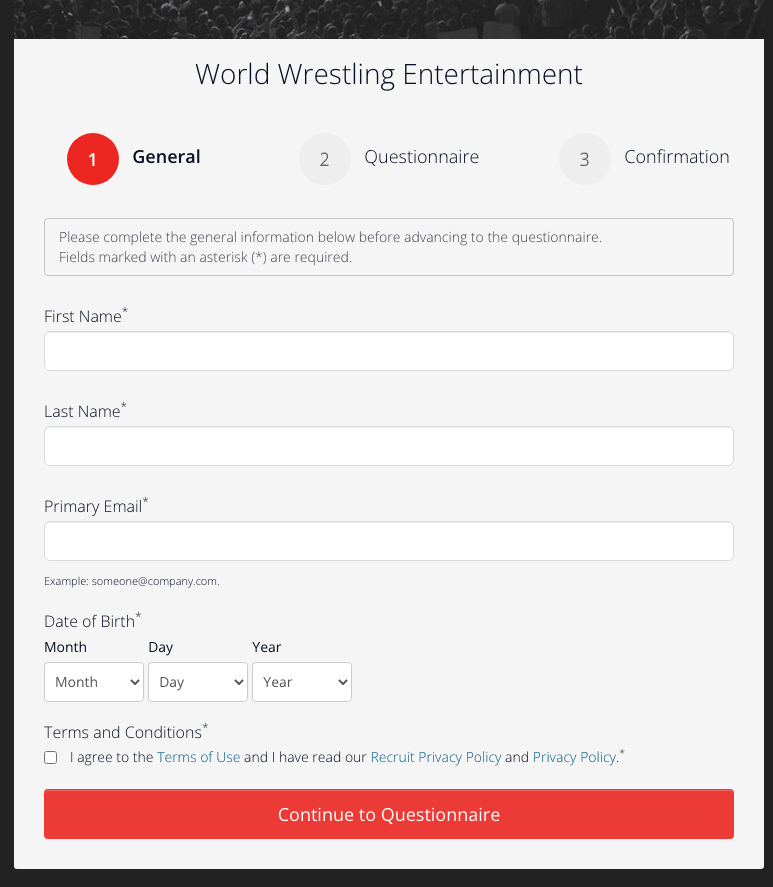 World Wrestling Entertainment
1 General 2 Questionnaire 3 Confirmation
Please complete the general information below before advancing to the questionnaire.
Fields marked with an asterisk (*) are required.
First Name*
Last Name*
Primary Email*
Example: someone@company.com.
Date of Birth*
Month Day Year
Month Day Year
Terms and Conditions*
I agree to the Terms of Use and I have read our Recruit Privacy Policy and Privacy Policy.*
Continue to Questionnaire